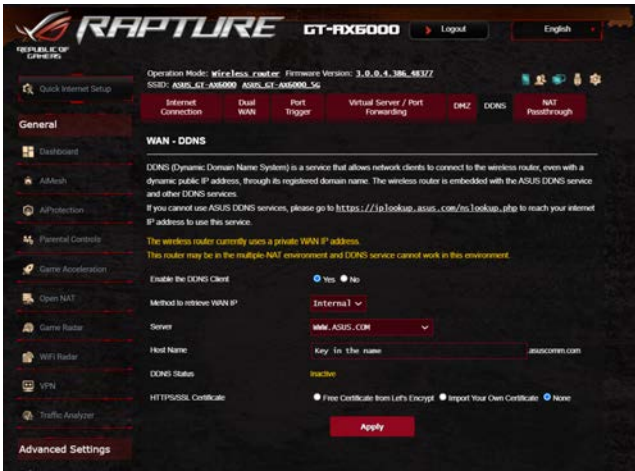 RAPTURE GT-AX6000 Logout English
REPUBLIC OF
GAMERS
Operation Mode: Wireless router Firmware Version: 3.0.0.4.386_48377
SSID: ASUS_GT-AX6000 ASUS_GT-AX6000_5G
Quick Internet Setup
Internet Connection Dual WAN Port Trigger Virtual Server / Port Forwarding DMZ DDNS NAT Passthrough
General
Dashboard
AiMesh
AiProtection
Parental Controls
Game Acceleration
Open NAT
Game Radar
WiFi Radar
VPN
Traffic Analyzer
Advanced Settings
WAN - DDNS
DDNS (Dynamic Domain Name System) is a service that allows network clients to connect to the wireless router, even with a
dynamic public IP address, through its registered domain name. The wireless router is embedded with the ASUS DDNS service
and other DDNS services.
If you cannot use ASUS DDNS services, please go to https://iplookup.asus.com/nslookup.php to reach your internet
IP address to use this service.
The wireless router currently uses a private WAN IP address.
This router may be in the multiple-NAT environment and DDNS service cannot work in this environment.
Enable the DDNS Client Yes No
Method to retrieve WAN IP Internal
Server WWW.ASUS.COM
Host Name Key in the name .asuscomm.com
DDNS Status Inactive
HTTPS/SSL Certificate Free Certificate from Let's Encrypt Import Your Own Certificate None
Apply